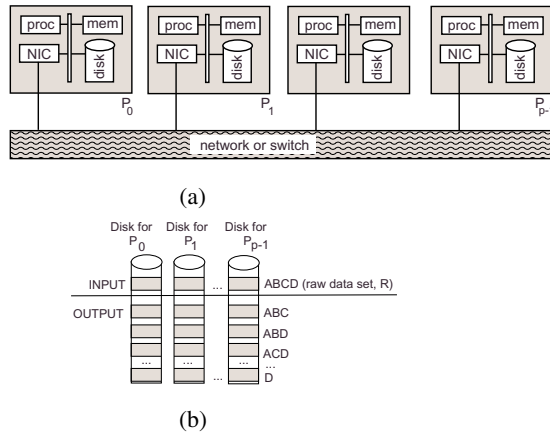 proc mem proc mem proc mem proc mem
NIC disk NIC disk NIC disk NIC disk
P0 P1 Pp-
network or switch
(a)
Disk for P0 Disk for P1 Disk for Pp-1
INPUT ... ABCD (raw data set, R)
OUTPUT ABC
ABD
ACD
... ... ... ...
... D
(b)